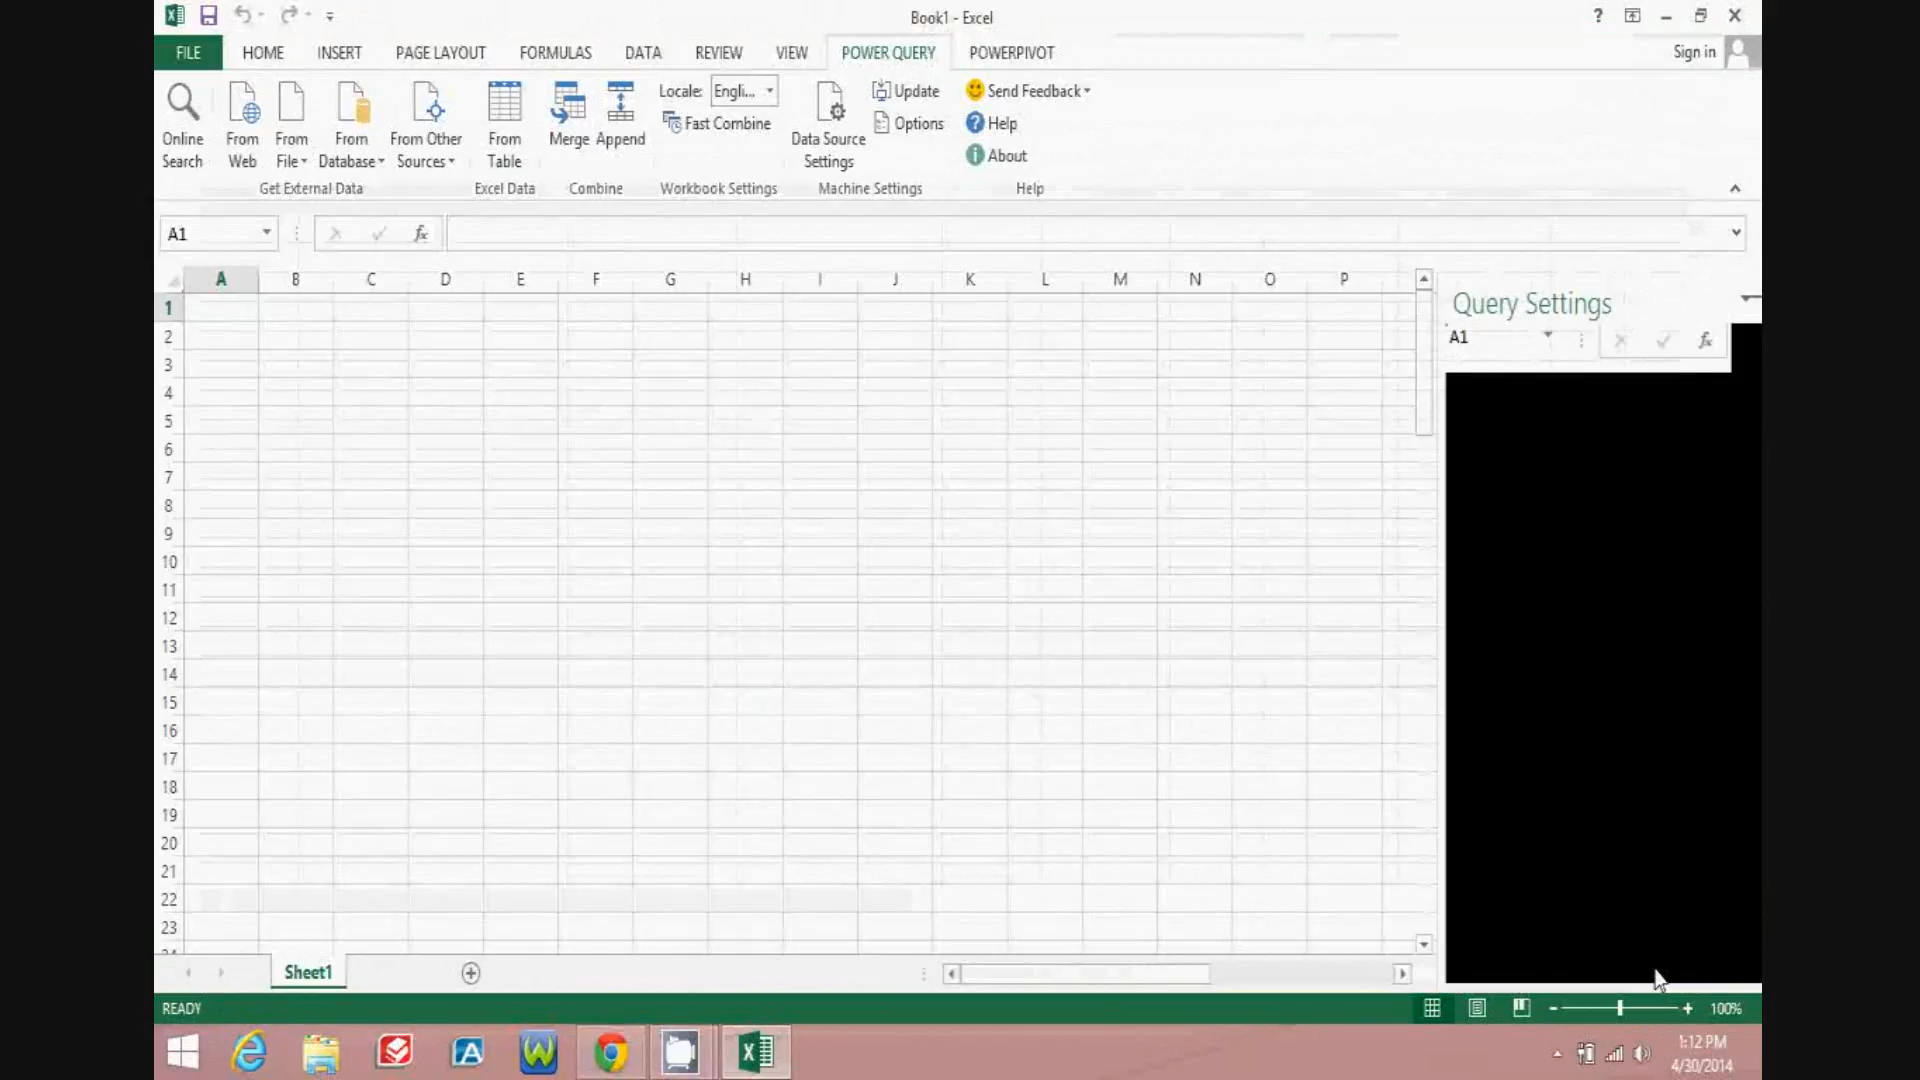 Book1 - Excel
?
FILE HOME INSERT PAGE LAYOUT FORMULAS DATA REVIEW VIEW POWER QUERY POWERPIVOT Sign in
Online Search
From Web
From File
From Database
From Other Sources
From Table
Merge
Append
Locale: Engli...
Fast Combine
Data Source Settings
Update
Options
Send Feedback
Help
About
Get External Data Excel Data Combine Workbook Settings Machine Settings Help
A1 fx
A B C D E F G H I J K L M N O P
Query Settings
A1 fx
1
2
3
4
5
6
7
8
9
10
11
12
13
14
15
16
17
18
19
20
21
22
23
Sheet1
READY 100%
1:12 PM
4/30/2014